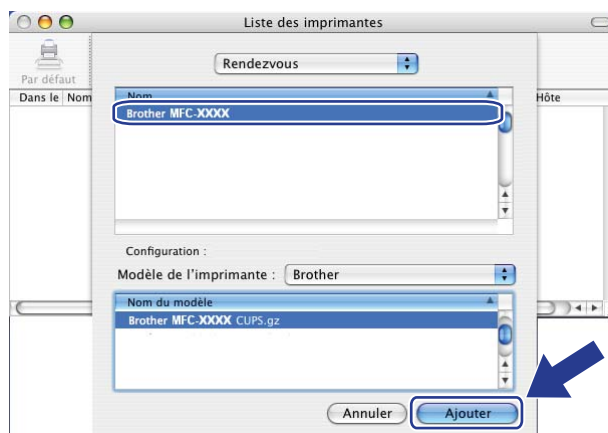 Liste des imprimantes
Par défaut
Rendezvous
Dans le Nom
Hôte
Nom
Brother MFC-XXXX
Configuration :
Modèle de l'imprimante : Brother
Nom du modèle
Brother MFC-XXXX CUPS.gz
Annuler
Ajouter